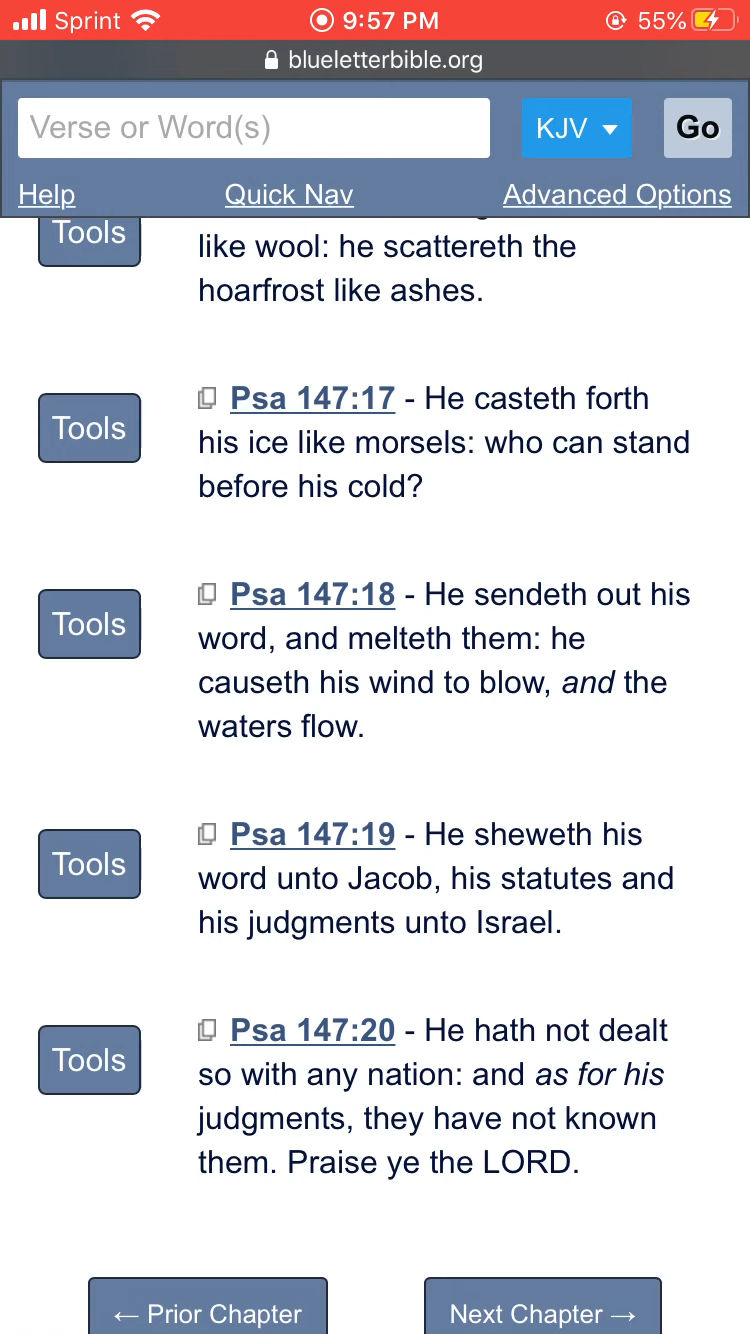 Sprint 9:57 PM 55%
blueletterbible.org
Verse or Word(s) KJV Go
Help Quick Nav Advanced Options
Tools
like wool: he scattereth the
hoarfrost like ashes.
Tools
Psa 147:17 - He casteth forth
his ice like morsels: who can stand
before his cold?
Tools
Psa 147:18 - He sendeth out his
word, and melteth them: he
causeth his wind to blow, and the
waters flow.
Tools
Psa 147:19 - He sheweth his
word unto Jacob, his statutes and
his judgments unto Israel.
Tools
Psa 147:20 - He hath not dealt
so with any nation: and as for his
judgments, they have not known
them. Praise ye the LORD.
← Prior Chapter Next Chapter →